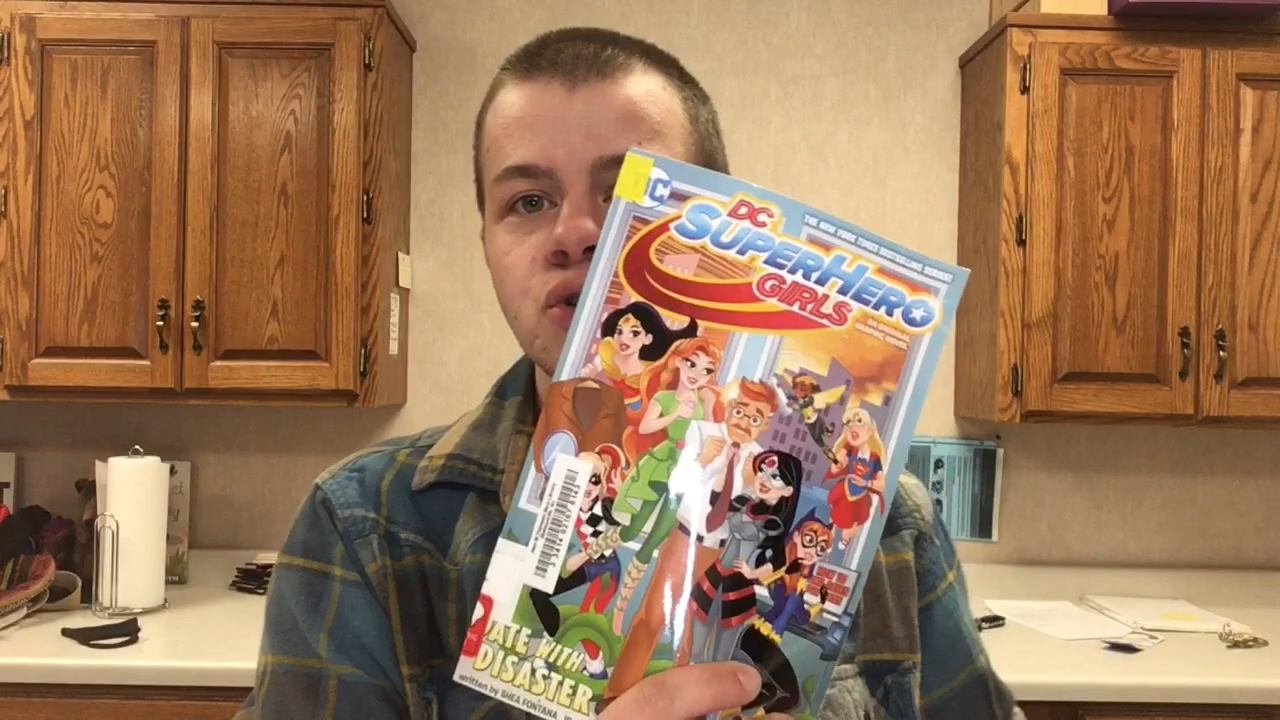 DC
THE NEW YORK TIMES BESTSELLING SERIES!
DC
SUPERHERO
GIRLS
AN ORIGINAL
GRAPHIC NOVEL
ATE WITH
DISASTER
written by SHEA FONTANA